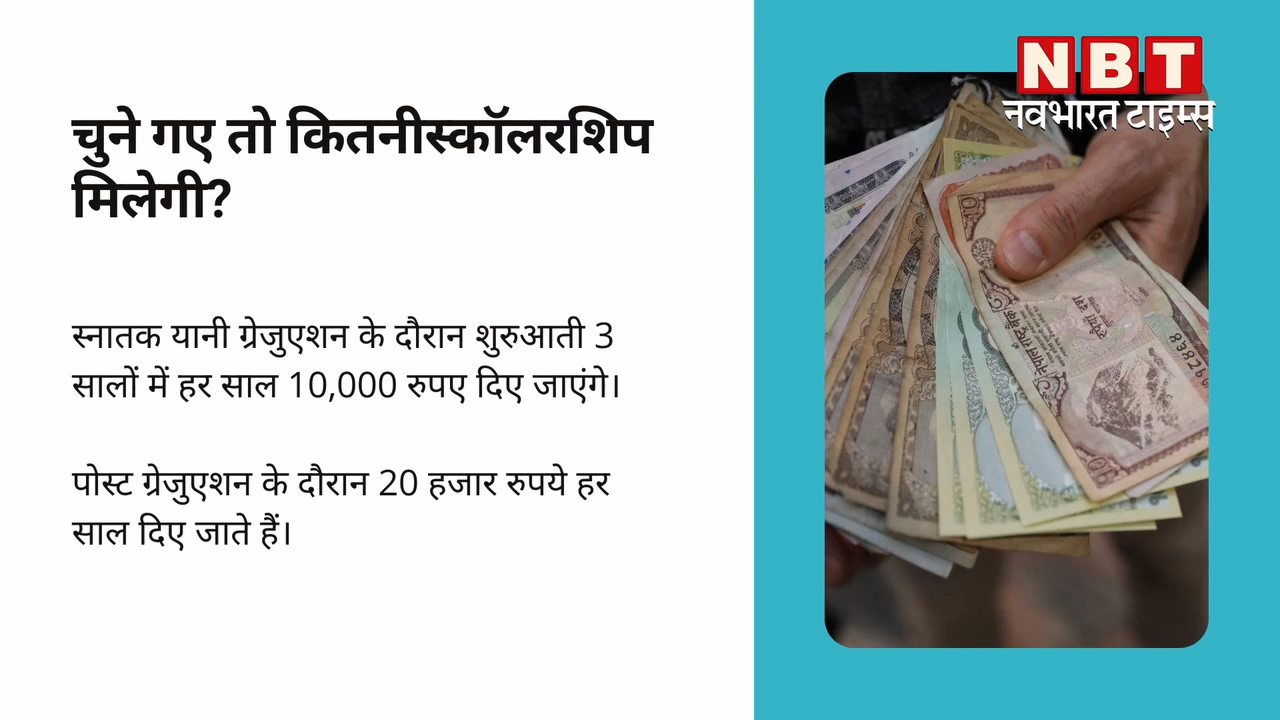 चुने गए तो कितनीस्कॉलरशिप
मिलेगी?
स्नातक यानी ग्रेजुएशन के दौरान शुरुआती 3
सालों में हर साल 10,000 रुपए दिए जाएंगे।
पोस्ट ग्रेजुएशन के दौरान 20 हजार रुपये हर
साल दिए जाते हैं।
NBT
नवभारत टाइम्स